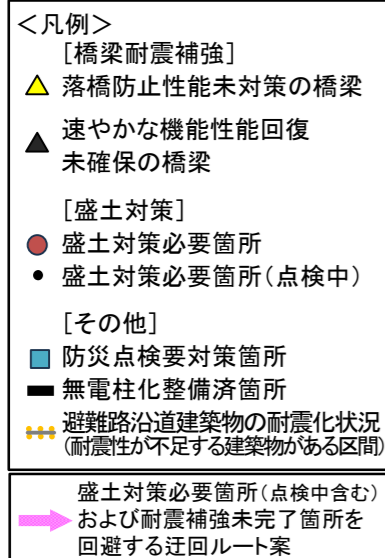 <凡例>
[橋梁耐震補強]
落橋防止性能未対策の橋梁
速やかな機能性能回復
未確保の橋梁
[盛土対策]
盛土対策必要箇所
盛土対策必要箇所(点検中)
[その他]
防災点検要対策箇所
無電柱化整備済箇所
避難路沿道建築物の耐震化状況
(耐震性が不足する建築物がある区間)
盛土対策必要箇所(点検中含む)
および耐震補強未完了箇所を
回避する迂回ルート案